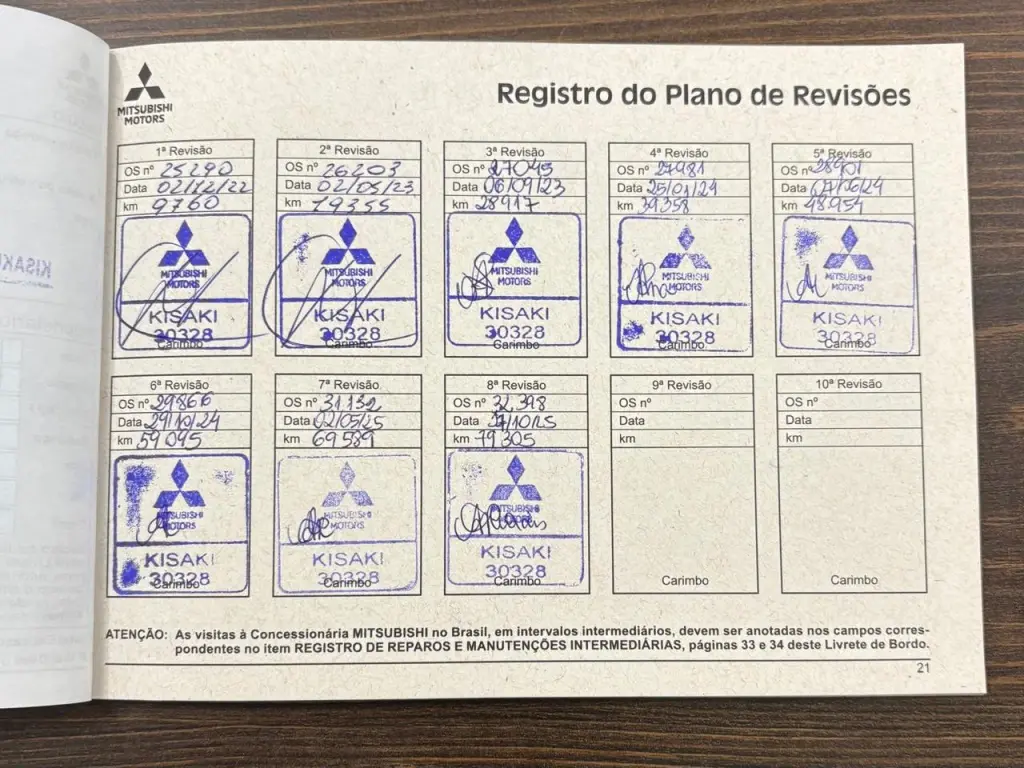 MITSUBISHI
MOTORS
Registro do Plano de Revisões
1ª Revisão
OS nº 25290
Data 02/12/22
km 9760
MITSUBISHI
MOTORS
KISAKI
30328
Carimbo
2ª Revisão
OS nº 26203
Data 02/05/23
km 19355
MITSUBISHI
MOTORS
KISAKI
30328
Carimbo
3ª Revisão
OS nº 27045
Data 06/09/23
km 28917
MITSUBISHI
MOTORS
KISAKI
30328
Carimbo
4ª Revisão
OS nº 27981
Data 25/01/24
km 39358
MITSUBISHI
MOTORS
KISAKI
30328
Carimbo
5ª Revisão
OS nº 28901
Data
km 48954
MITSUBISHI
MOTORS
KISAKI
30328
Carimbo
6ª Revisão
OS nº 29866
Data 29/10/24
km 59095
MITSUBISHI
MOTORS
KISAKI
30328
Carimbo
7ª Revisão
OS nº 31.132
Data 02/05/25
km 69589
MITSUBISHI
MOTORS
KISAKI
30328
Carimbo
8ª Revisão
OS nº 32.398
Data
km 79305
MITSUBISHI
MOTORS
KISAKI
30328
Carimbo
9ª Revisão
OS nº
Data
km
Carimbo
10ª Revisão
OS nº
Data
km
Carimbo
ATENÇÃO: As visitas à Concessionária MITSUBISHI no Brasil, em intervalos intermediários, devem ser anotadas nos campos corres-
pondentes no item REGISTRO DE REPAROS E MANUTENÇÕES INTERMEDIÁRIAS, páginas 33 e 34 deste Livrete de Bordo.
21